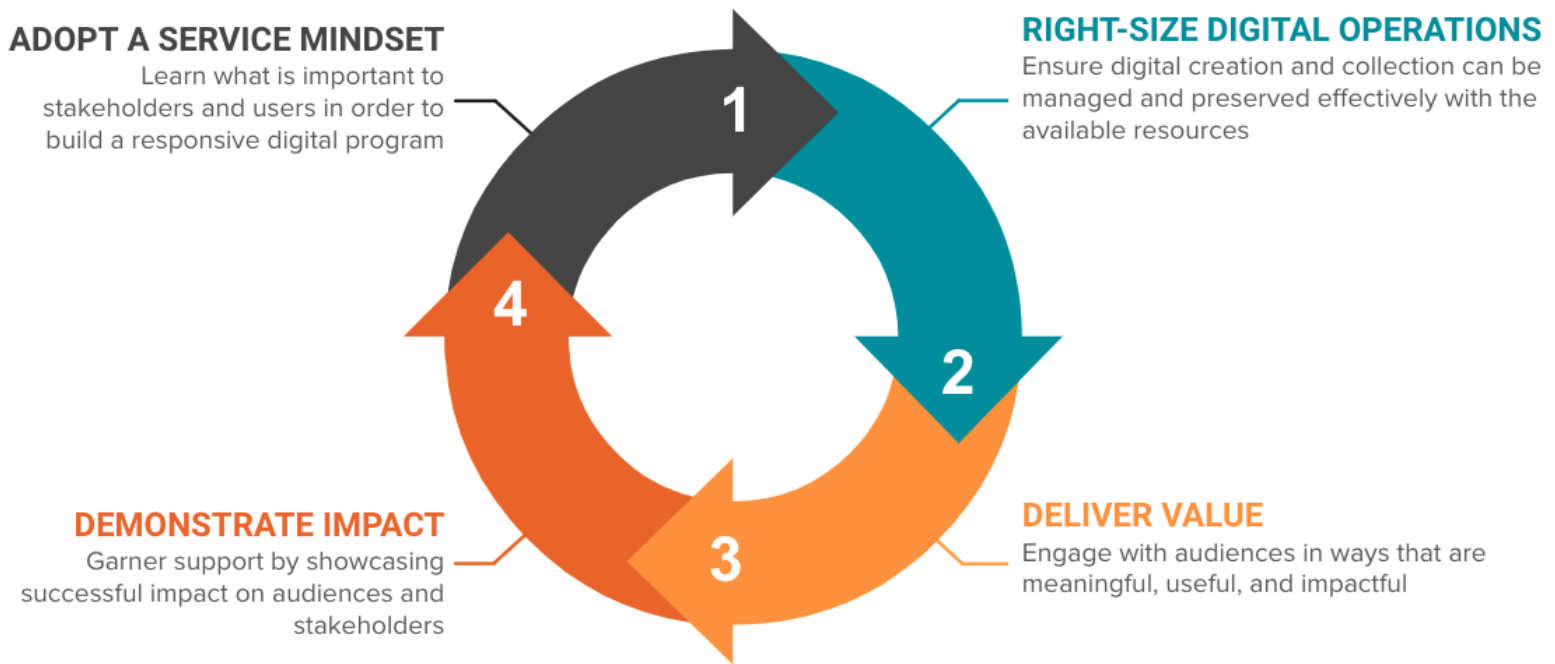 ADOPT A SERVICE MINDSET
Learn what is important to
stakeholders and users in order to
build a responsive digital program
1
RIGHT-SIZE DIGITAL OPERATIONS
Ensure digital creation and collection can be
managed and preserved effectively with the
available resources
2
DELIVER VALUE
Engage with audiences in ways that are
meaningful, useful, and impactful
3
DEMONSTRATE IMPACT
Garner support by showcasing
successful impact on audiences and
stakeholders
4